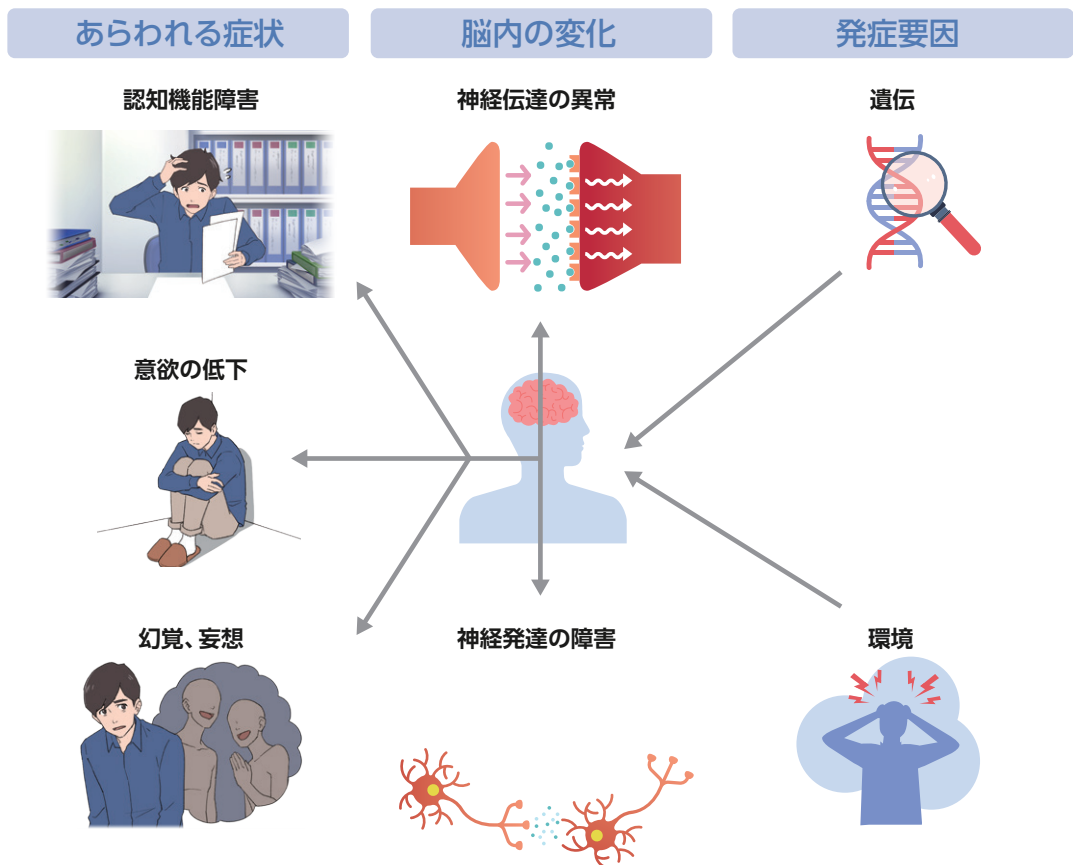 あらわれる症状
脳内の変化
発症要因
認知機能障害
神経伝達の異常
遺伝
意欲の低下
幻覚、妄想
神経発達の障害
環境